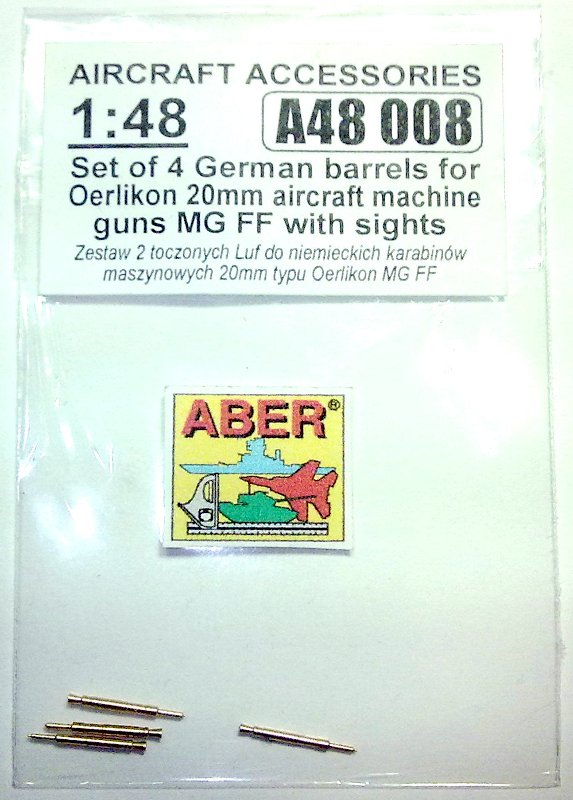 AIRCRAFT ACCESSORIES
1:48 A48 008
Set of 4 German barrels for
Oerlikon 20mm aircraft machine
guns MG FF with sights
Zestaw 2 toczonych Luf do niemieckich karabinów
maszynowych 20mm typu Oerlikon MG FF
ABER®